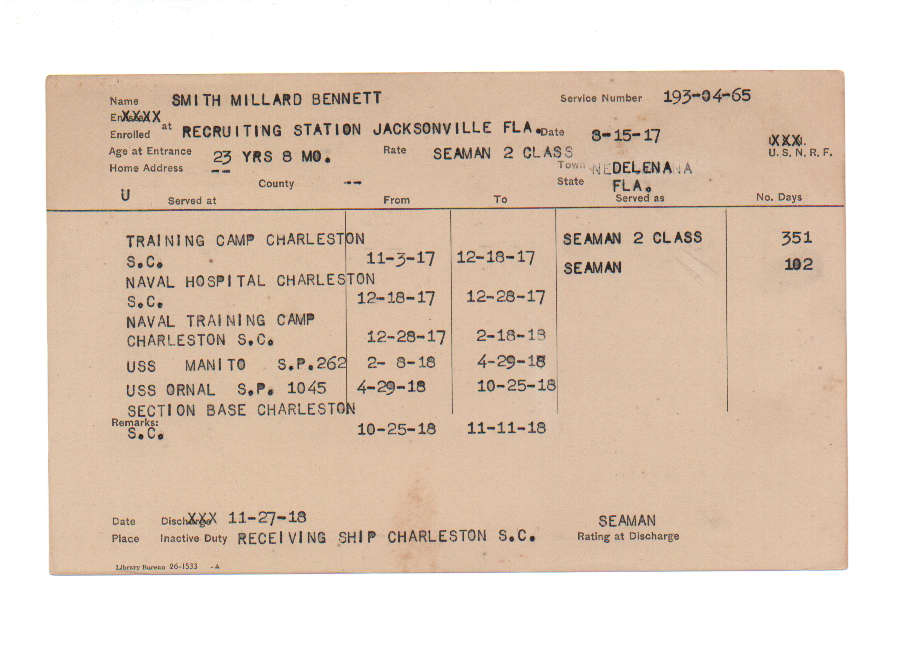 Name SMITH MILLARD BENNETT Service Number 193-04-65
XXXX
Enrolled at RECRUITING STATION JACKSONVILLE FLA. Date 8-15-17 XXX.
Age at Entrance 23 YRS 8 MO. Rate SEAMAN 2 CLASS U. S. N. R. F.
Home Address -- Town DELENA
County -- State FLA.
U Served at From To Served as No. Days
TRAINING CAMP CHARLESTON SEAMAN 2 CLASS 351
S.C. 11-3-17 12-18-17 SEAMAN 102
NAVAL HOSPITAL CHARLESTON
S.C. 12-18-17 12-28-17
NAVAL TRAINING CAMP
CHARLESTON S.C. 12-28-17 2-18-18
USS MANITO S.P.262 2- 8-18 4-29-18
USS ORNAL S.P. 1045 4-29-18 10-25-18
SECTION BASE CHARLESTON
Remarks:
S.C. 10-25-18 11-11-18
Date Discharge XXX 11-27-18 SEAMAN
Place Inactive Duty RECEIVING SHIP CHARLESTON S.C. Rating at Discharge
Library Bureau 26-1533 -A